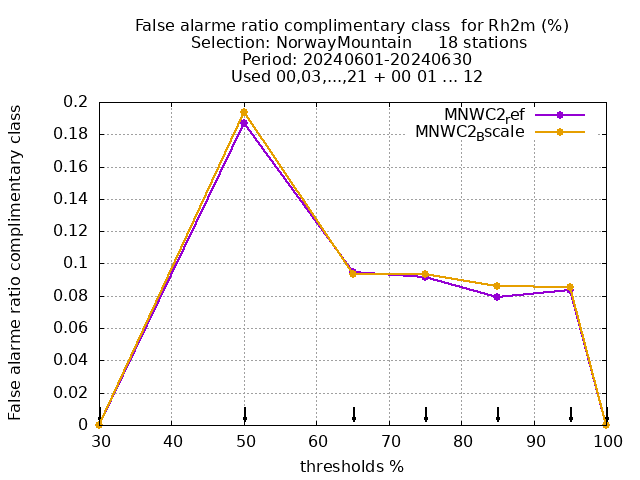 False alarme ratio complimentary class  for Rh2m (%)
Selection: NorwayMountain     18 stations
Period: 20240601-20240630
Used 00,03,...,21 + 00 01 ... 12
False alarme ratio complimentary class
MNWC2ref
MNWC2Bscale
0.2
0.18
0.16
0.14
0.12
0.1
0.08
0.06
0.04
0.02
0
30 40 50 60 70 80 90 100
thresholds %